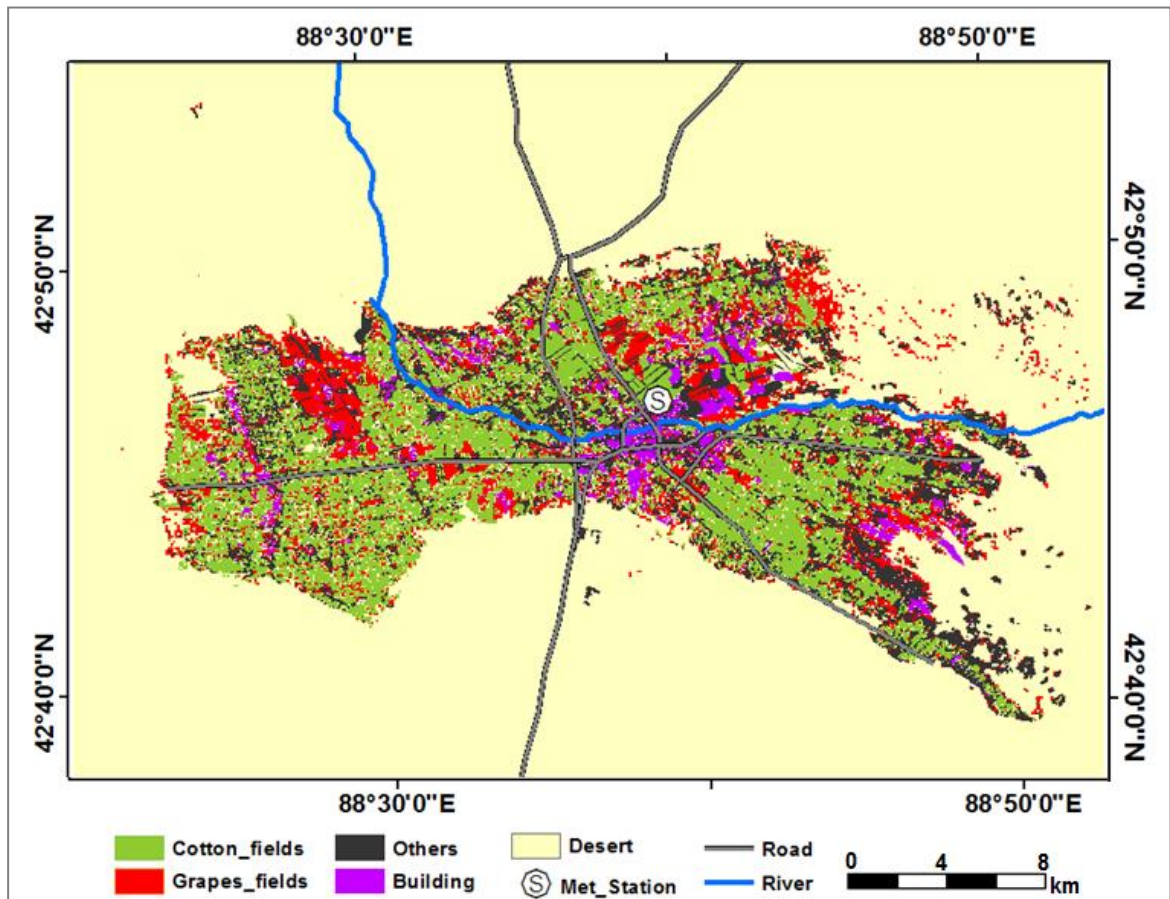 88°30'0"E 88°50'0"E
42°50'0"N
42°50'0"N
S
42°40'0"N
42°40'0"N
88°30'0"E 88°50'0"E
Cotton_fields Others Desert Road 0 4 8
Grapes_fields Building S Met_Station River km